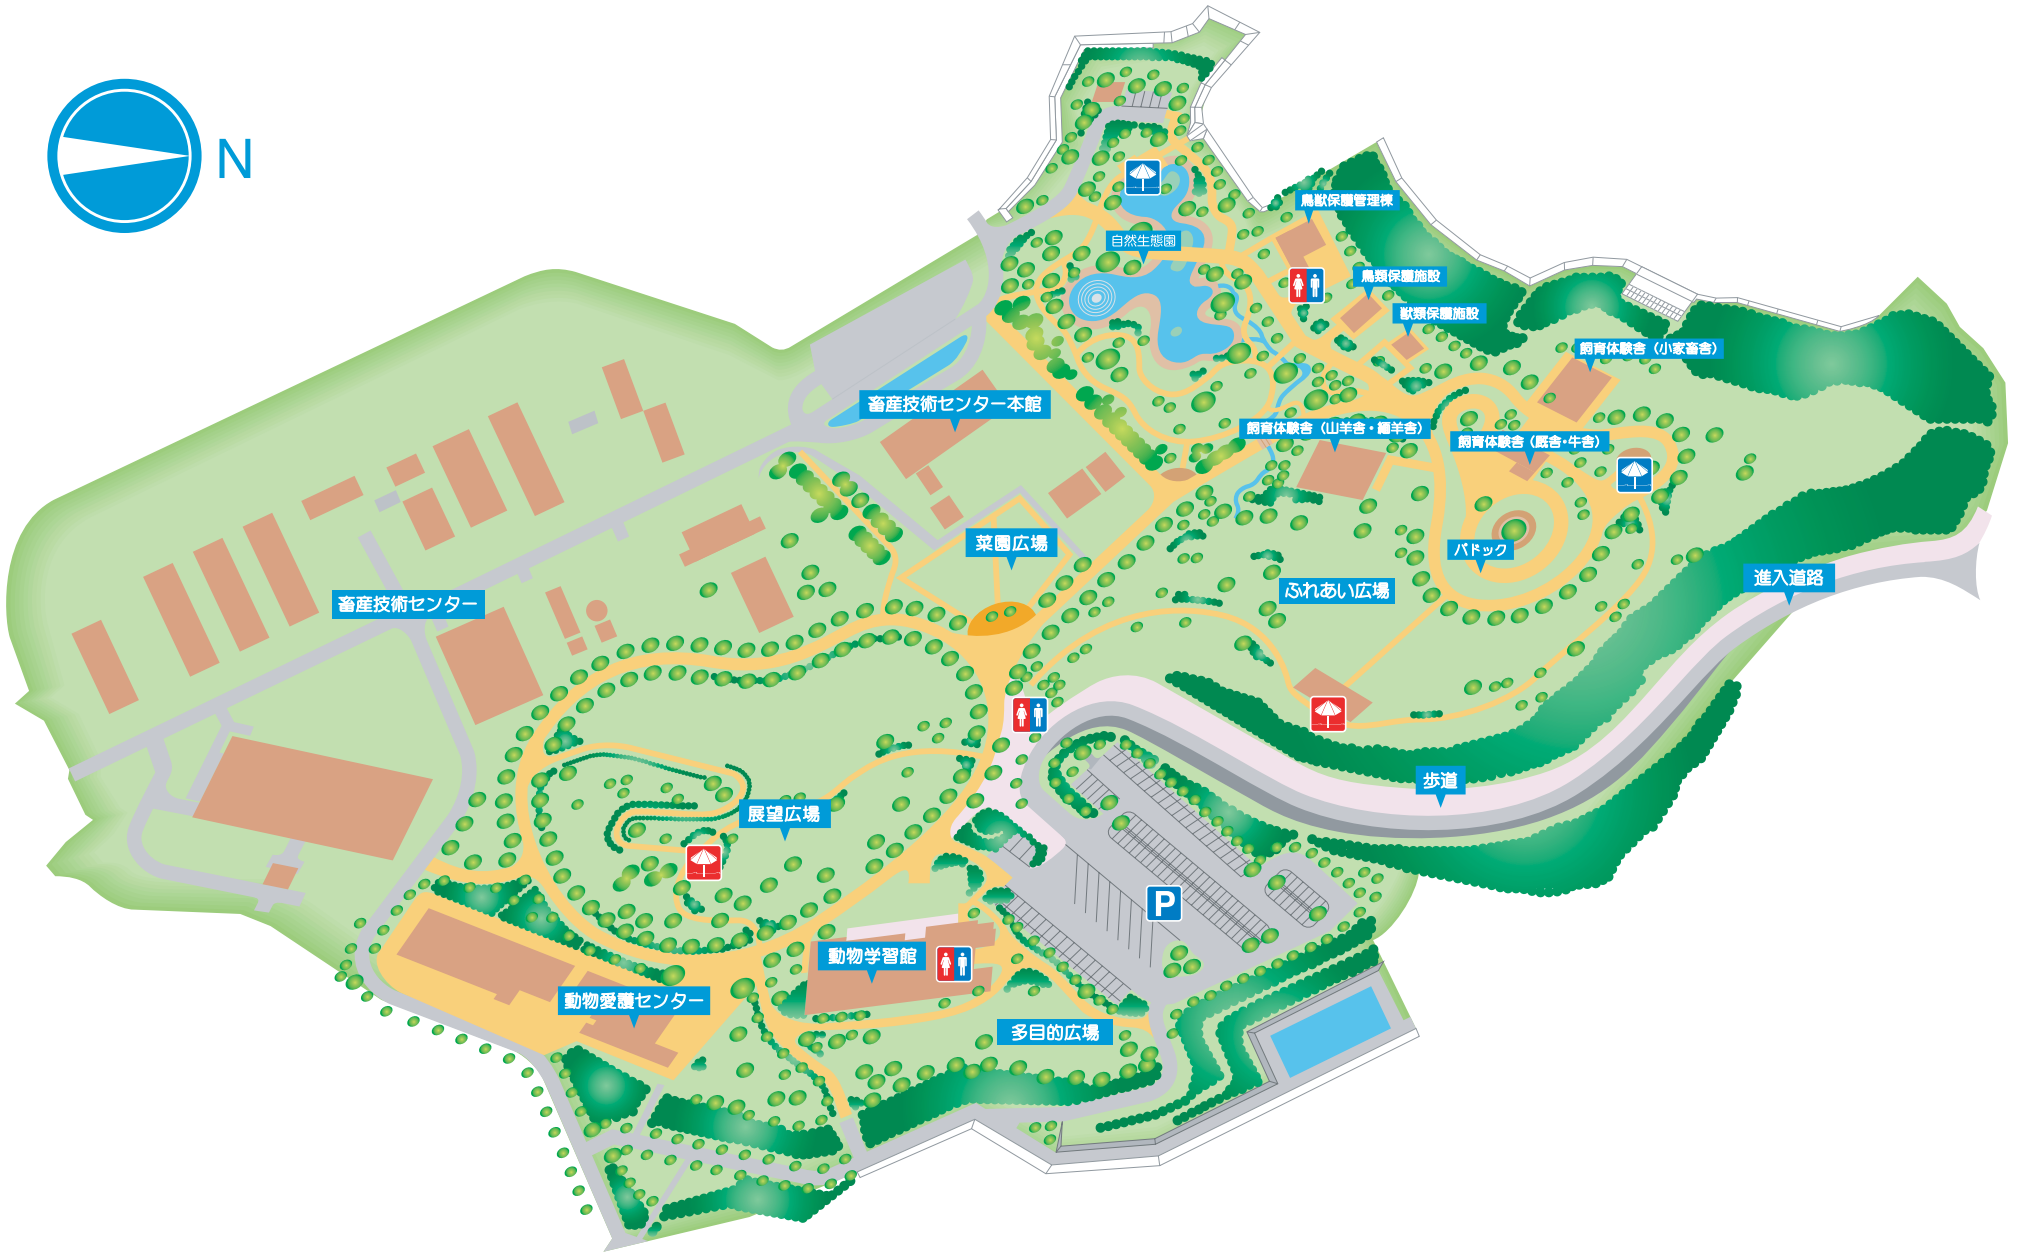 N
鳥獣保護管理棟
自然生態園
鳥類保護施設
獣類保護施設
飼育体験舎(小家畜舎)
畜産技術センター本館
飼育体験舎(山羊舎・緬羊舎)
飼育体験舎(厩舎・牛舎)
菜園広場
パドック
進入道路
ふれあい広場
畜産技術センター
歩道
展望広場
P
動物学習館
動物愛護センター
多目的広場